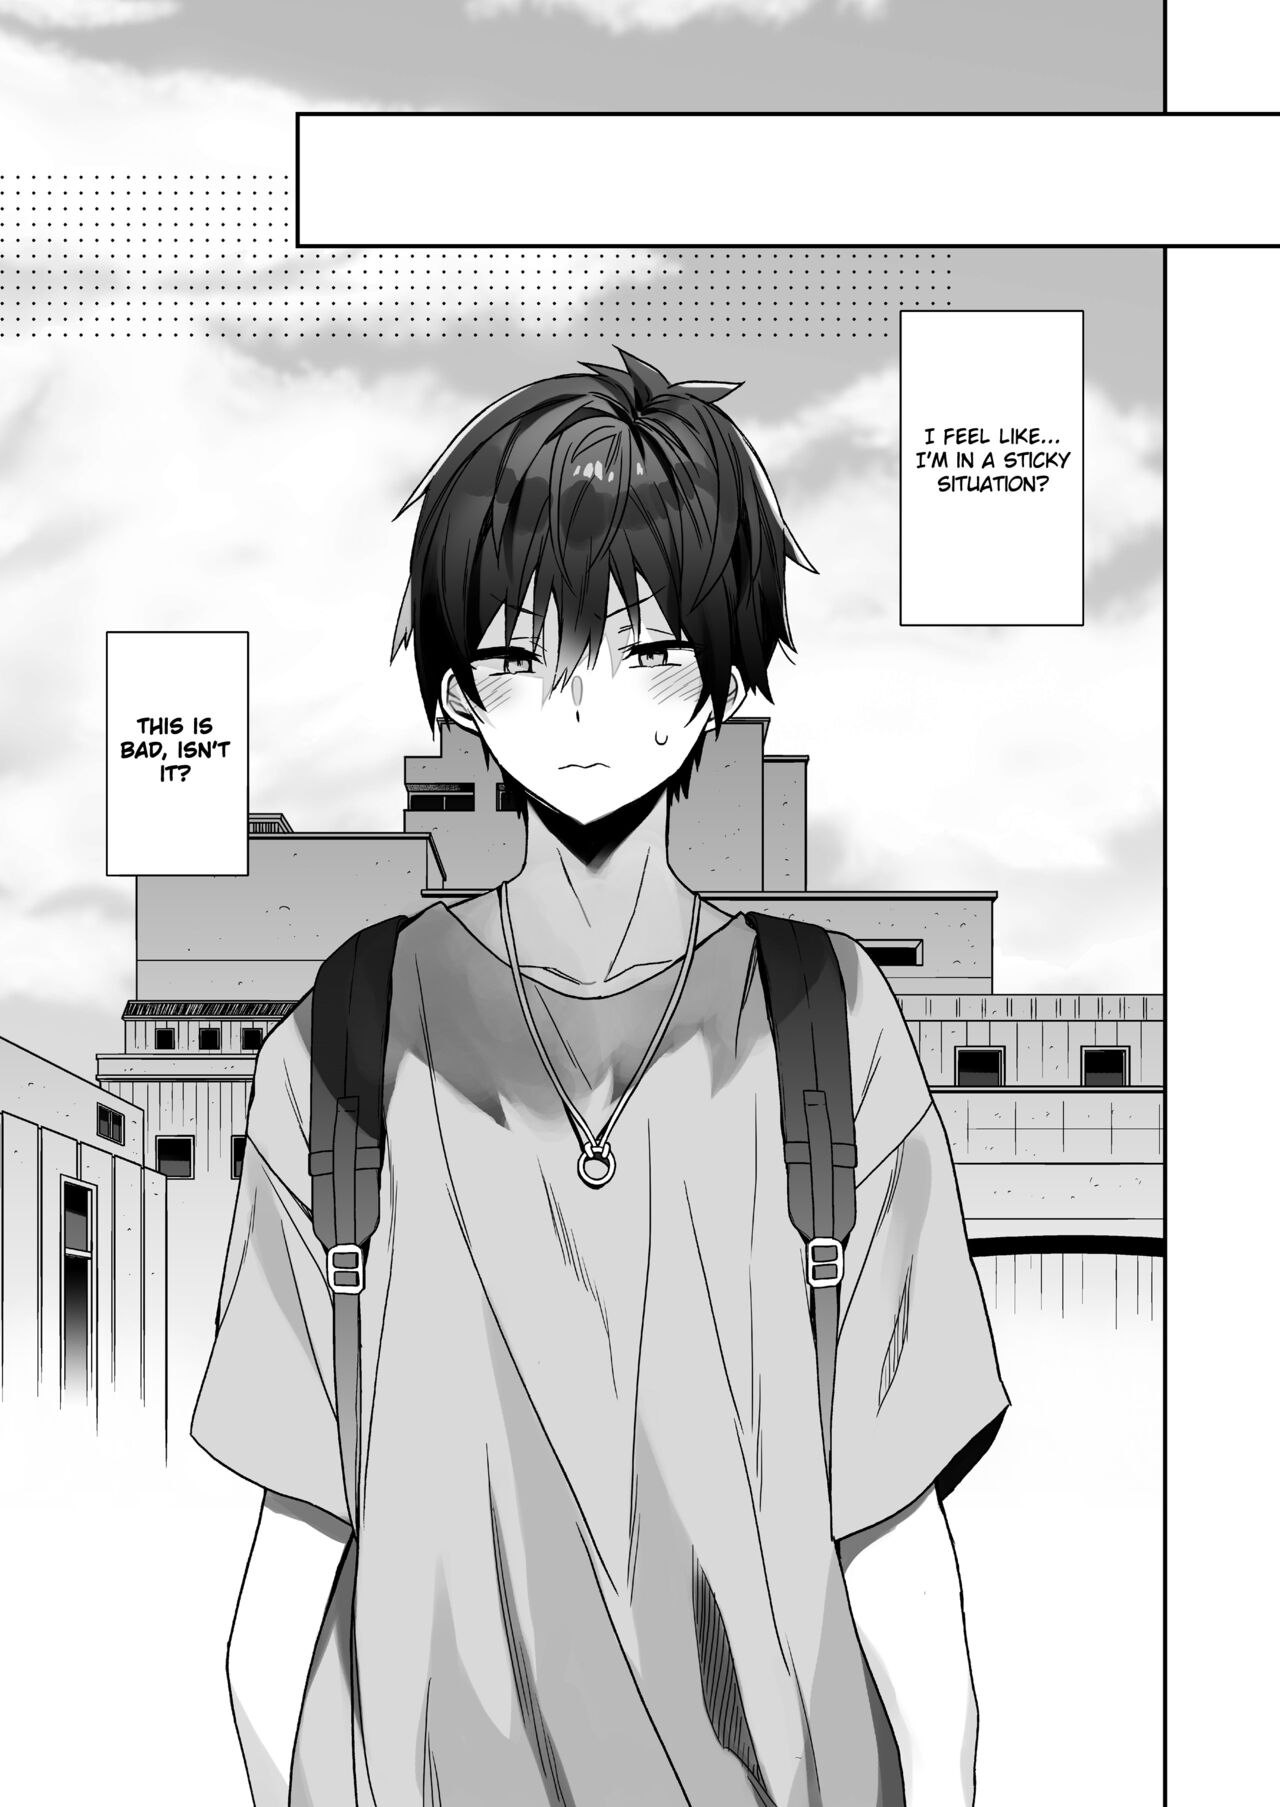 I FEEL LIKE...
I'M IN A STICKY
SITUATION?
THIS IS
BAD, ISN'T
IT?